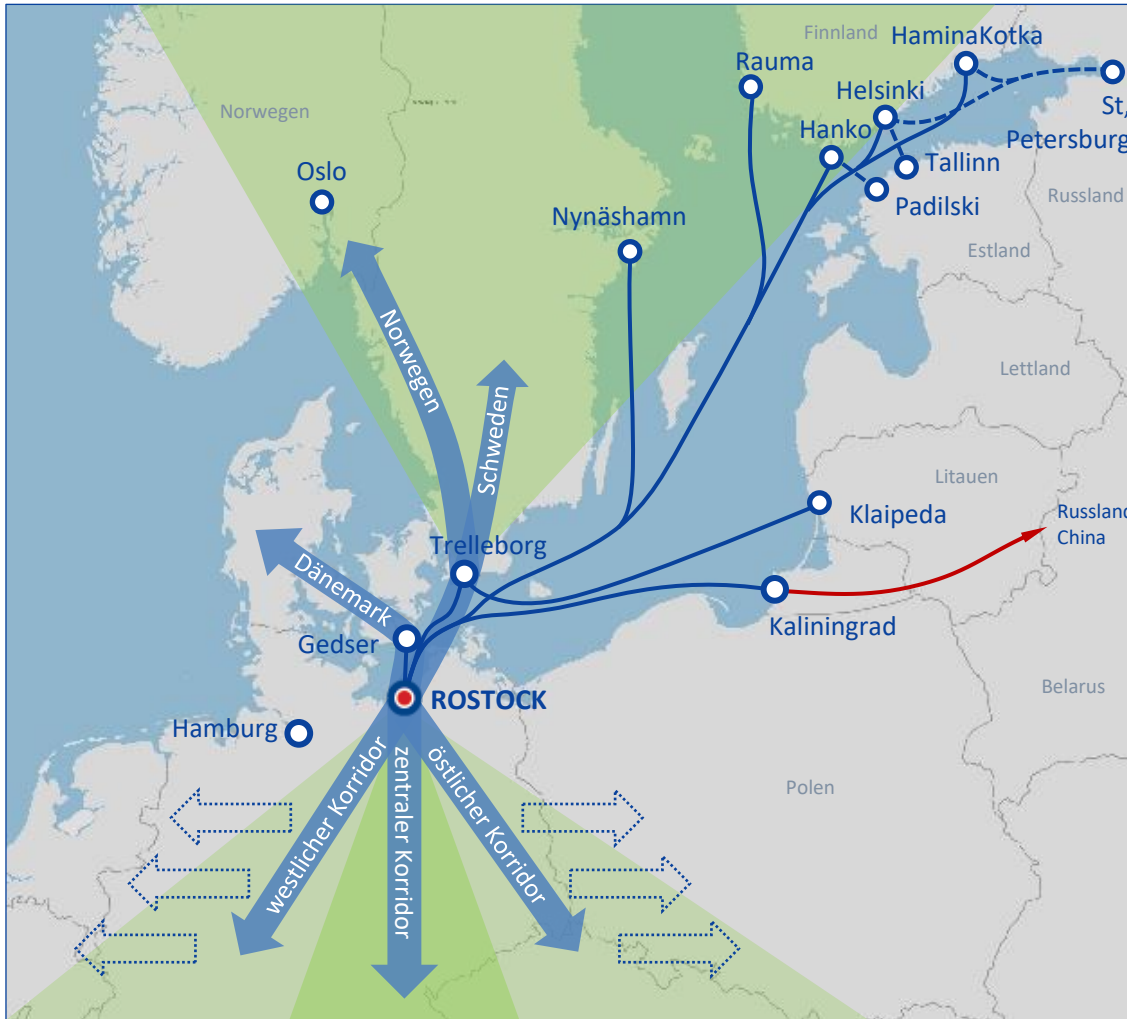 Finnland
HaminaKotka
Rauma
Helsinki
Norwegen
Hanko
St,
Petersburg
Tallinn
Oslo
Padilski
Russland
Nynäshamn
Estland
Norwegen
Lettland
Schweden
Litauen
Klaipeda
Russland
China
Trelleborg
Dänemark
Kaliningrad
Gedser
ROSTOCK
Belarus
Hamburg
Polen
westlicher Korridor
zentraler Korridor
östlicher Korridor